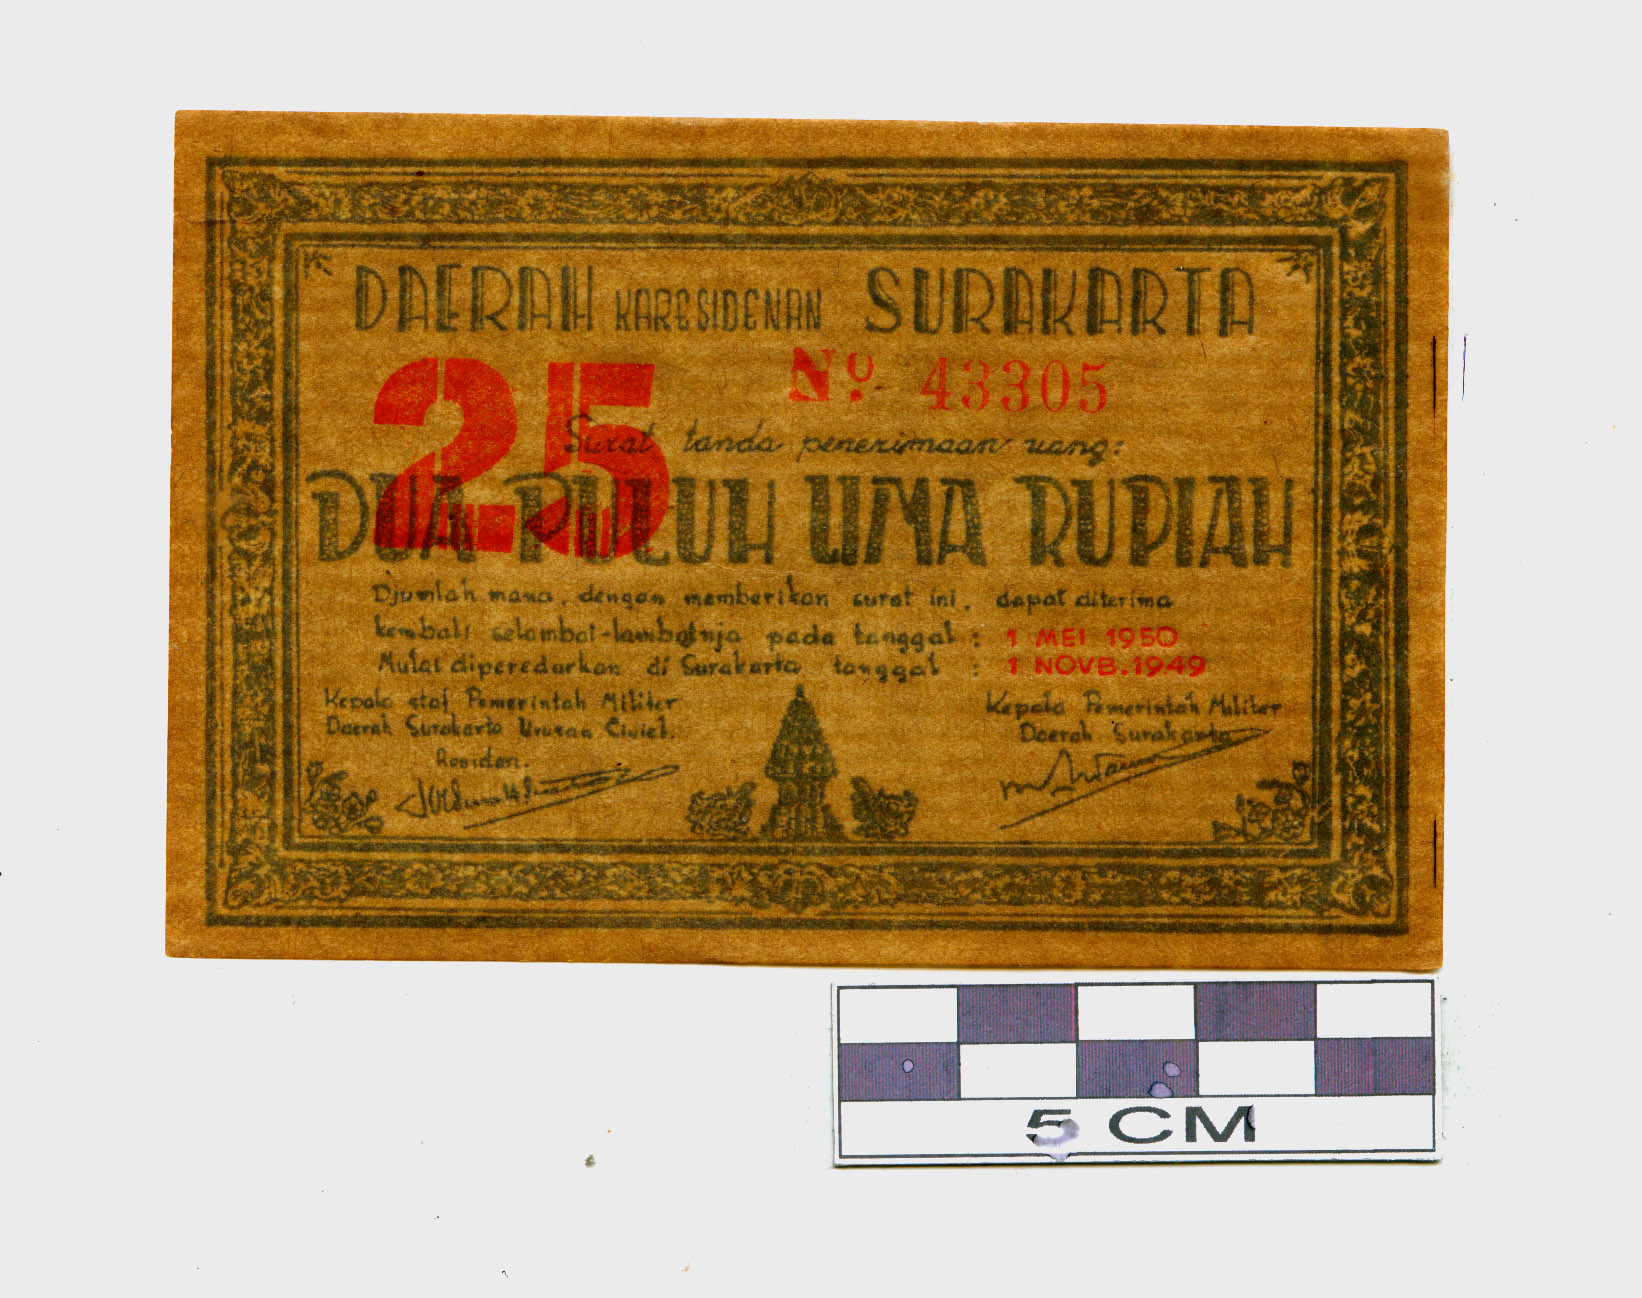 DAERAH KARESIDENAN SURAKARTA
25
No. 43305
Surat tanda penerimaan uang:
DUA PULUH LIMA RUPIAH
Djumlah mana, dengan memberikan surat ini, dapat diterima
kembali selambat-lambatnja pada tanggal : 1 MEI 1950
Mulai diperedarkan di Surakarta tanggal : 1 NOVB.1949
Kepala staf Pemerintah Militer
Daerah Surakarta Urusan Civiel.
Residen.
Kepala Pemerintah Militer
Daerah Surakarta
5 CM